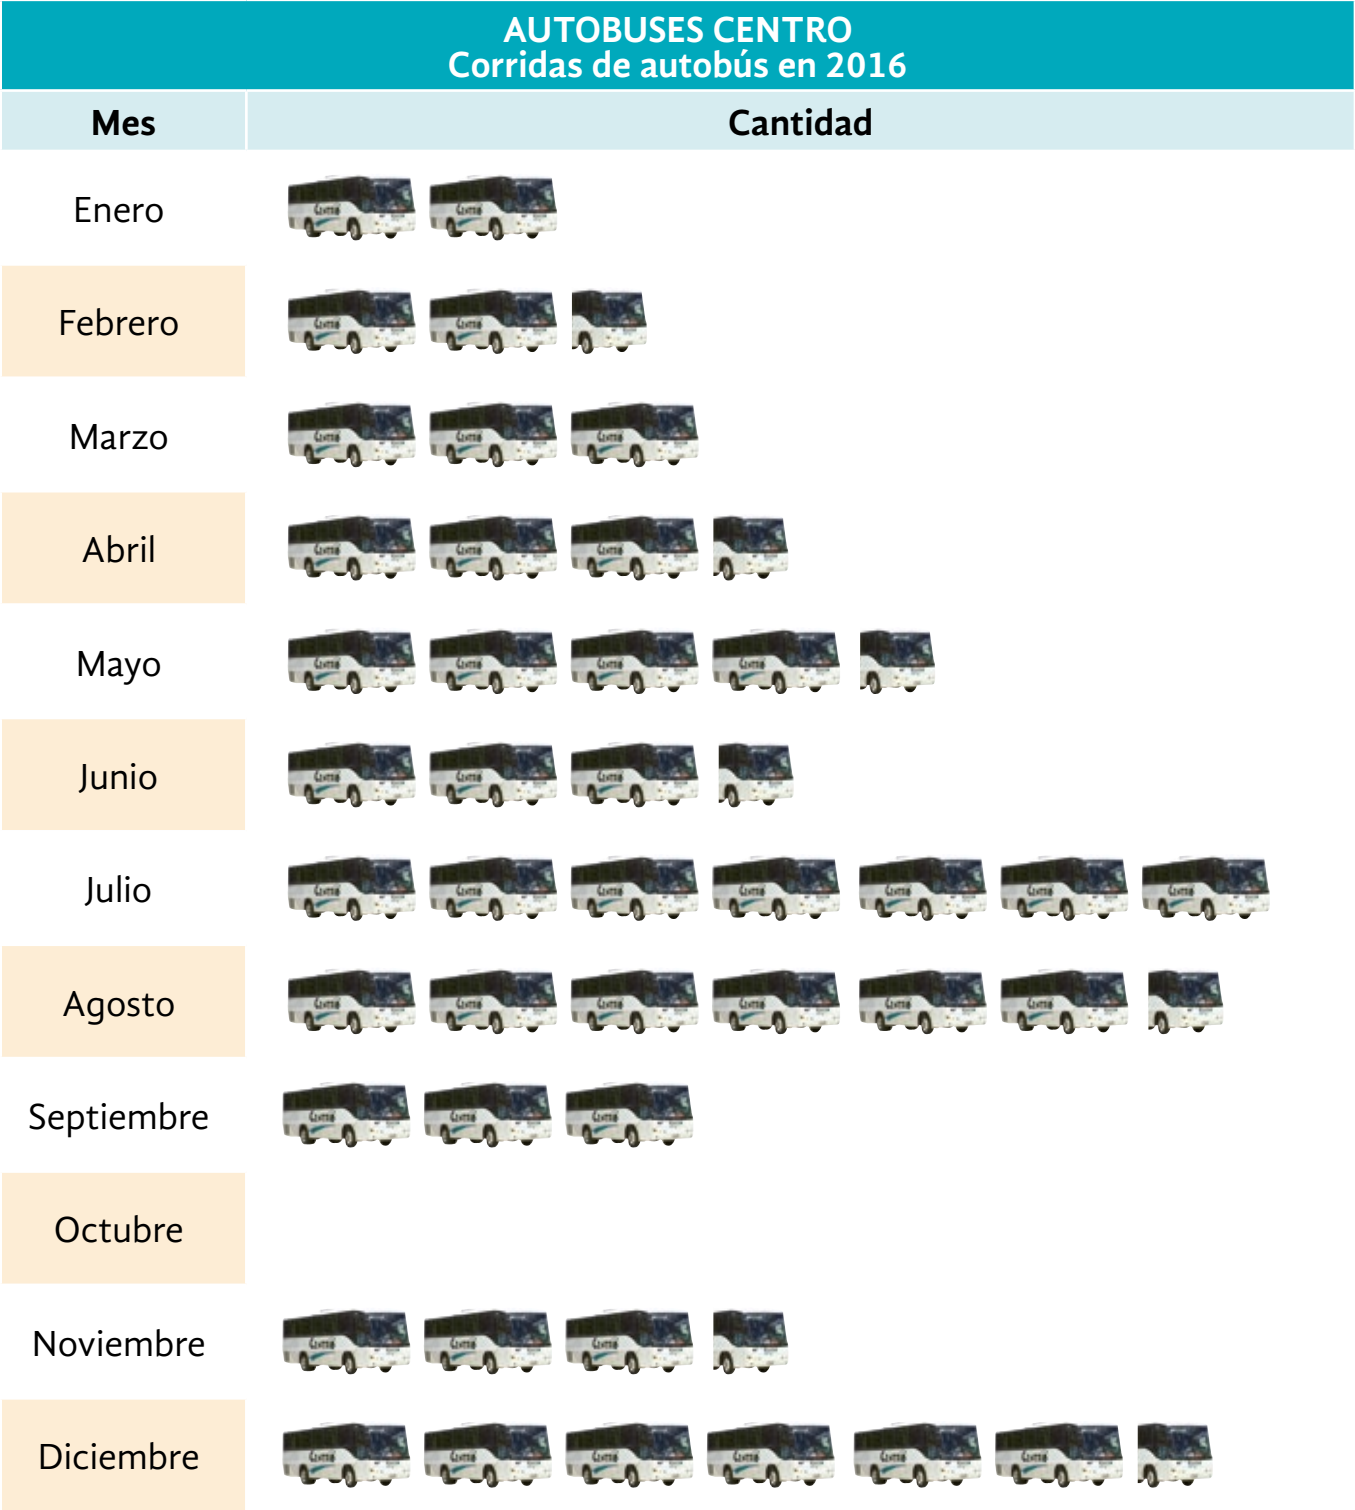 AUTOBUSES CENTRO
Corridas de autobús en 2016
Mes Cantidad
Enero
Febrero
Marzo
Abril
Mayo
Junio
Julio
Agosto
Septiembre
Octubre
Noviembre
Diciembre